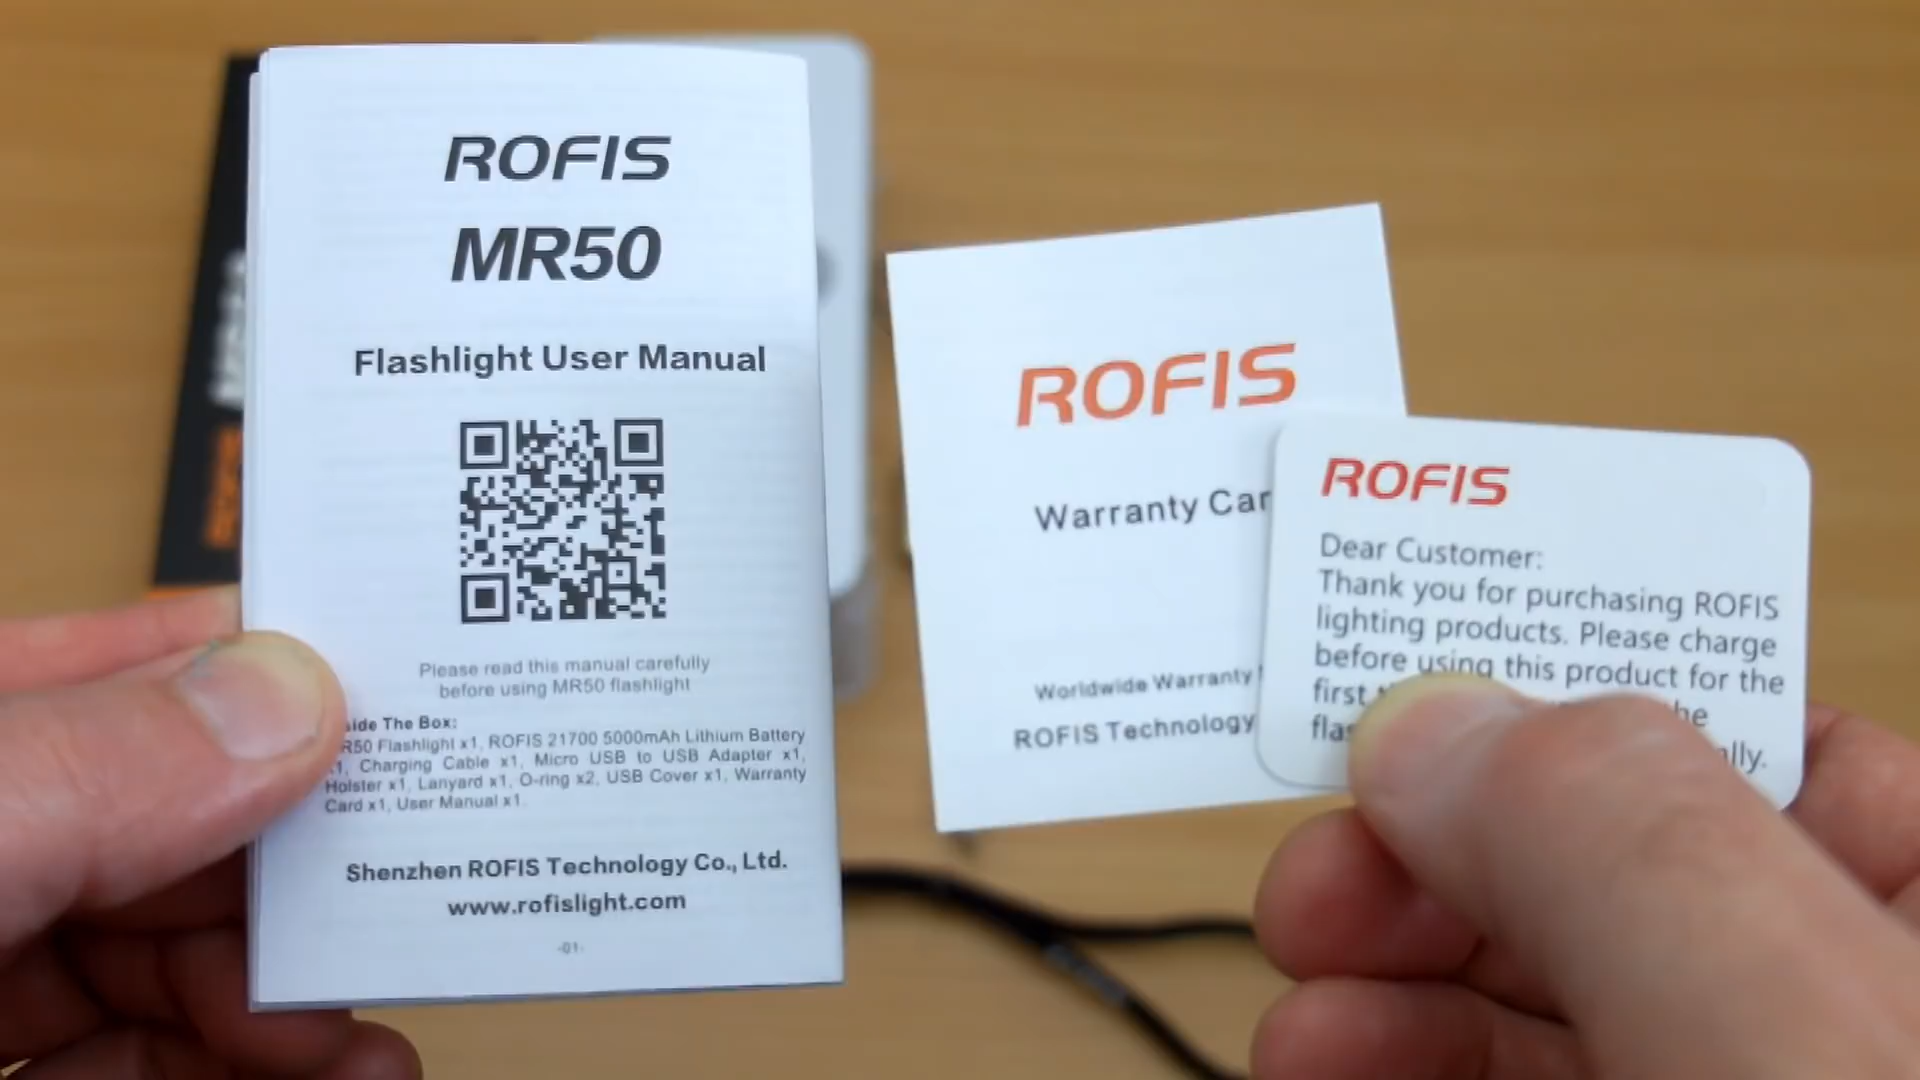 ROFIS
MR50
Flashlight User Manual
Please read this manual carefully
before using MR50 flashlight
ide The Box:
R50 Flashlight x1, ROFIS 21700 5000mAh Lithium Battery
x1, Charging Cable x1, Micro USB to USB Adapter x1,
Holster x1, Lanyard x1, O-ring x2, USB Cover x1, Warranty
Card x1, User Manual x1.
Shenzhen ROFIS Technology Co., Ltd.
www.rofislight.com
-01-
ROFIS
Warranty Car
Worldwide Warranty
ROFIS Technology
ROFIS
Dear Customer:
Thank you for purchasing ROFIS
lighting products. Please charge
before using this product for the
first